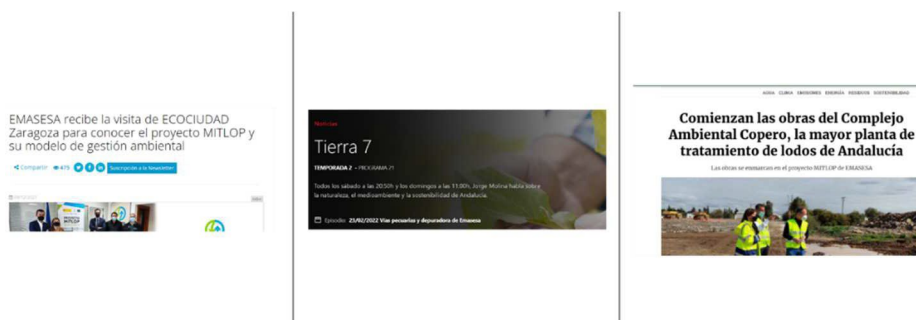 EMASESA recibe la visita de ECOCIUDAD
Zaragoza para conocer el proyecto MITLOP y
su modelo de gestión ambiental
Compartir 475 Suscripción a la Newsletter
Noticias
Tierra 7
TEMPORADA 2 – PROGRAMA 21
Todos los sábado a las 20:50h y los domingos a las 11:00h, Jorge Molina habla sobre
la naturaleza, el medioambiente y la sostenibilidad de Andalucía.
Episodio: 23/02/2022 Vías pecuarias y depuradora de Emasesa
AGUA CLIMA EMISIONES ENERGÍA RESIDUOS SOSTENIBILIDAD
Comienzan las obras del Complejo
Ambiental Copero, la mayor planta de
tratamiento de lodos de Andalucía
Las obras se enmarcan en el proyecto MITLOP de EMASESA